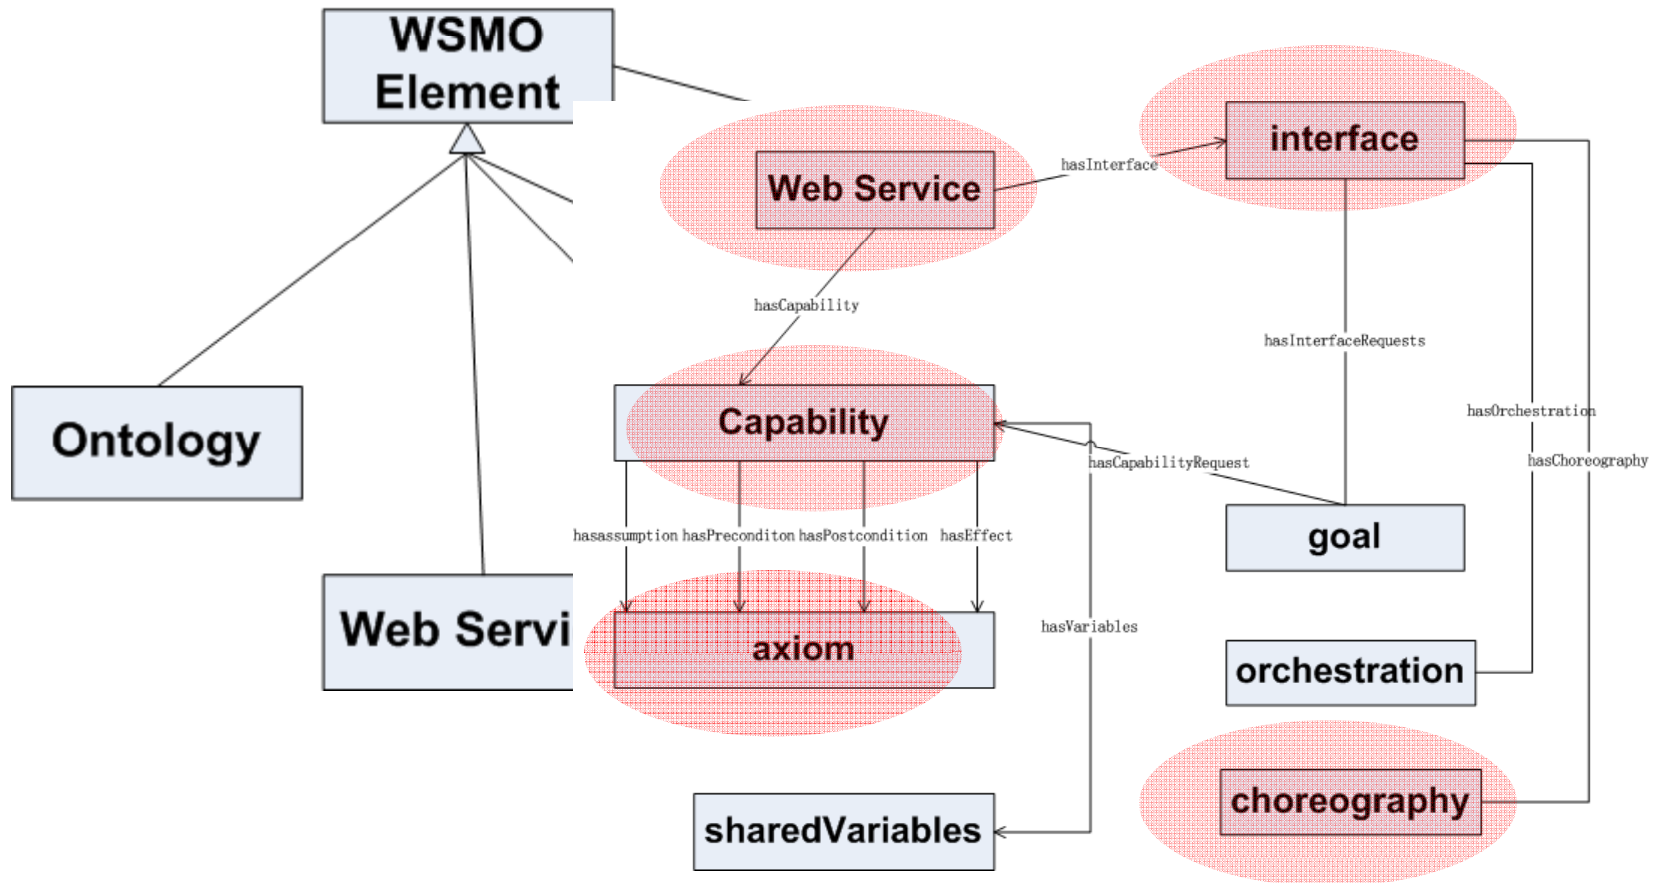 WSMO
Element
interface
hasInterface
Web Service
hasCapability
hasInterfaceRequests
Ontology
Capability
hasOrchestration
hasCapabilityRequest
hasChoreography
hasassumption
hasPreconditon
hasPostcondition
hasEffect
goal
Web Servi
axiom
hasVariables
orchestration
sharedVariables
choreography